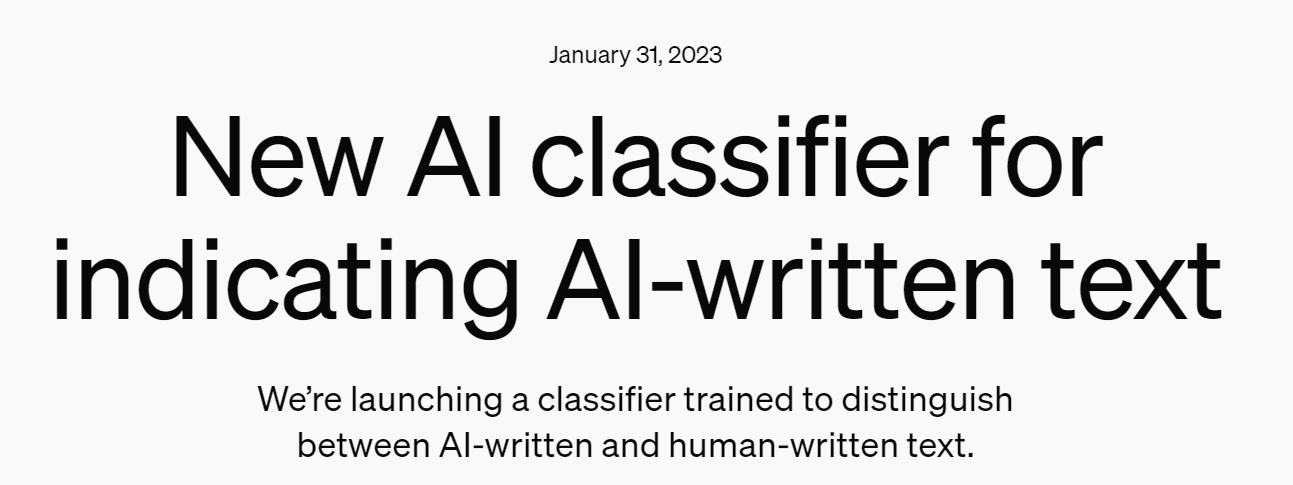 January 31, 2023
New AI classifier for
indicating AI-written text
We’re launching a classifier trained to distinguish
between AI-written and human-written text.